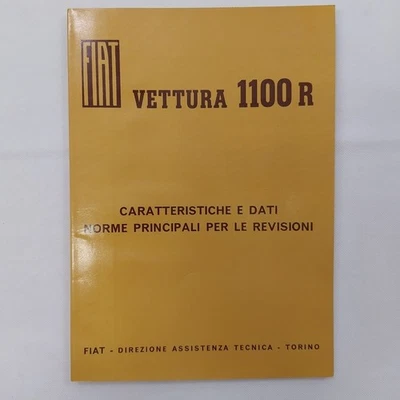 FIAT
VETTURA 1100 R
CARATTERISTICHE E DATI
NORME PRINCIPALI PER LE REVISIONI
FIAT - DIREZIONE ASSISTENZA TECNICA - TORINO